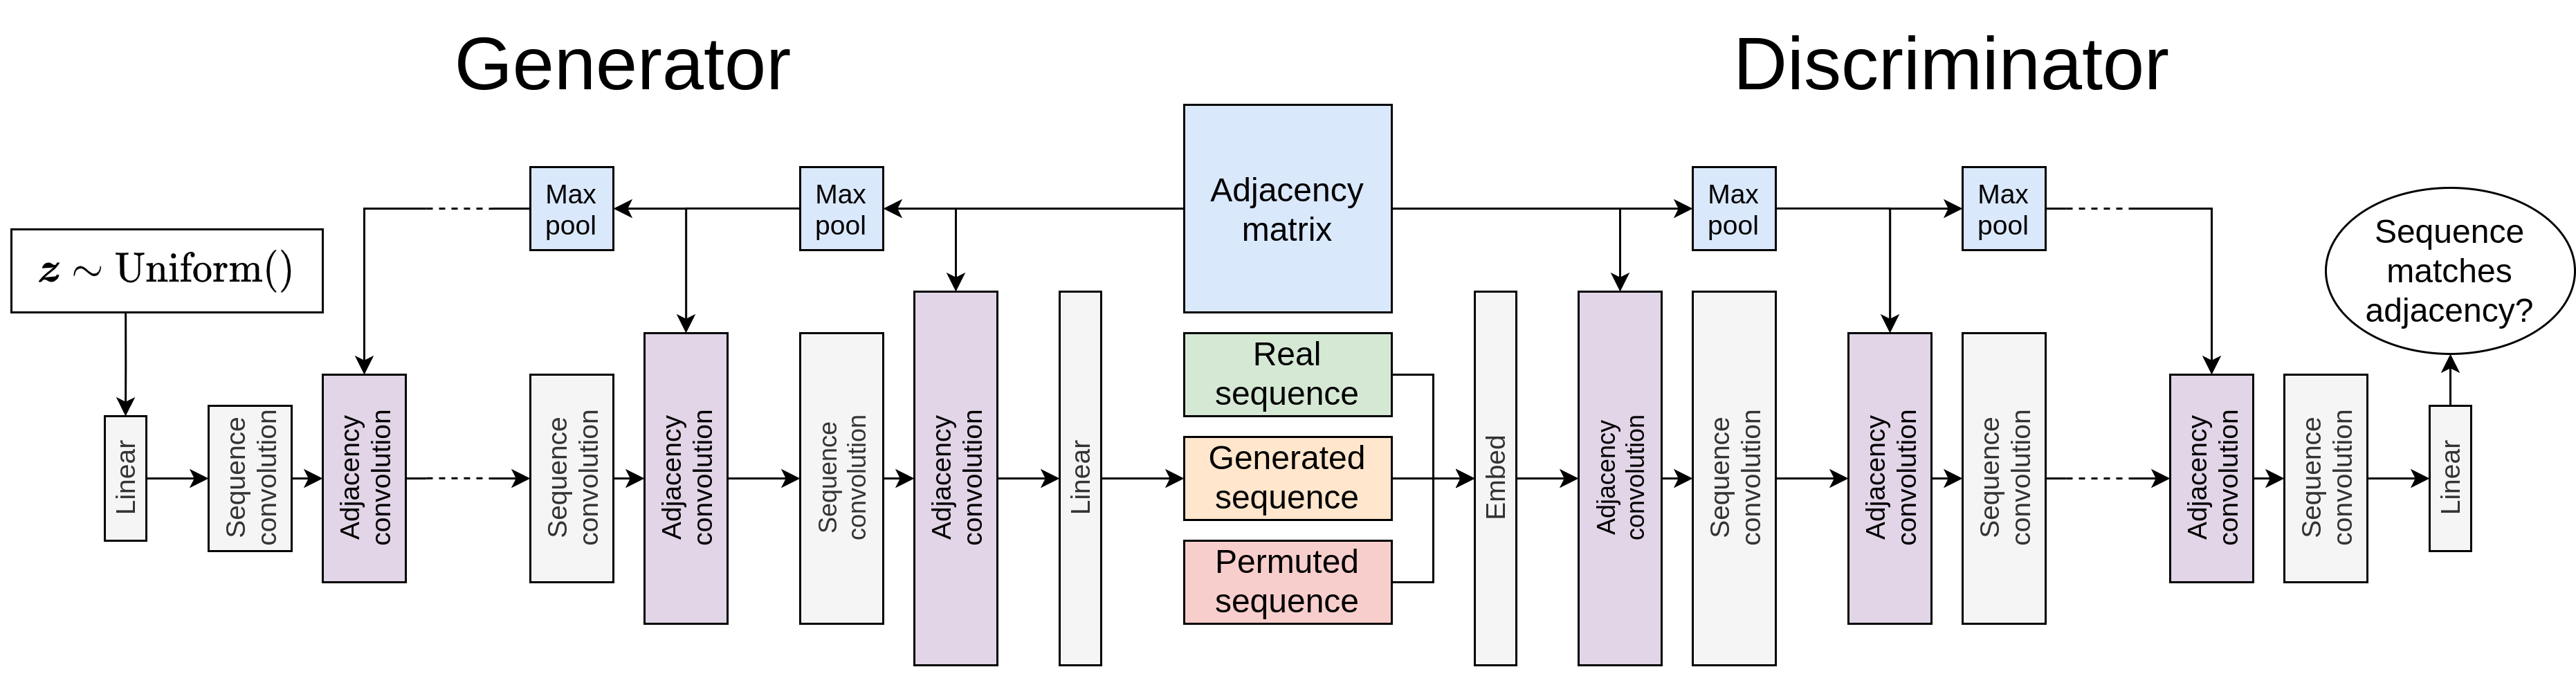 Generator
Discriminator
Adjacency
matrix
Max
pool
Max
pool
Max
pool
Max
pool
z ∼ Uniform()
Sequence
matches
adjacency?
Real
sequence
Generated
sequence
Permuted
sequence
Linear
Sequence
convolution
Adjacency
convolution
Sequence
convolution
Adjacency
convolution
Sequence
convolution
Adjacency
convolution
Linear
Embed
Adjacency
convolution
Sequence
convolution
Adjacency
convolution
Sequence
convolution
Adjacency
convolution
Sequence
convolution
Linear